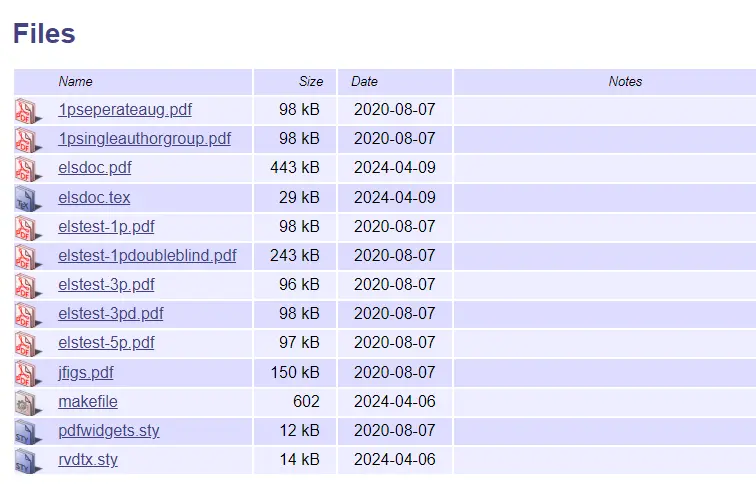 Files
Name Size Date Notes
1pseperateaug.pdf 98 kB 2020-08-07
1psingleauthorgroup.pdf 98 kB 2020-08-07
elsdoc.pdf 443 kB 2024-04-09
elsdoc.tex 29 kB 2024-04-09
elstest-1p.pdf 98 kB 2020-08-07
elstest-1pdoubleblind.pdf 243 kB 2020-08-07
elstest-3p.pdf 96 kB 2020-08-07
elstest-3pd.pdf 98 kB 2020-08-07
elstest-5p.pdf 97 kB 2020-08-07
jfigs.pdf 150 kB 2020-08-07
makefile 602 2024-04-06
pdfwidgets.sty 12 kB 2020-08-07
rvdtx.sty 14 kB 2024-04-06